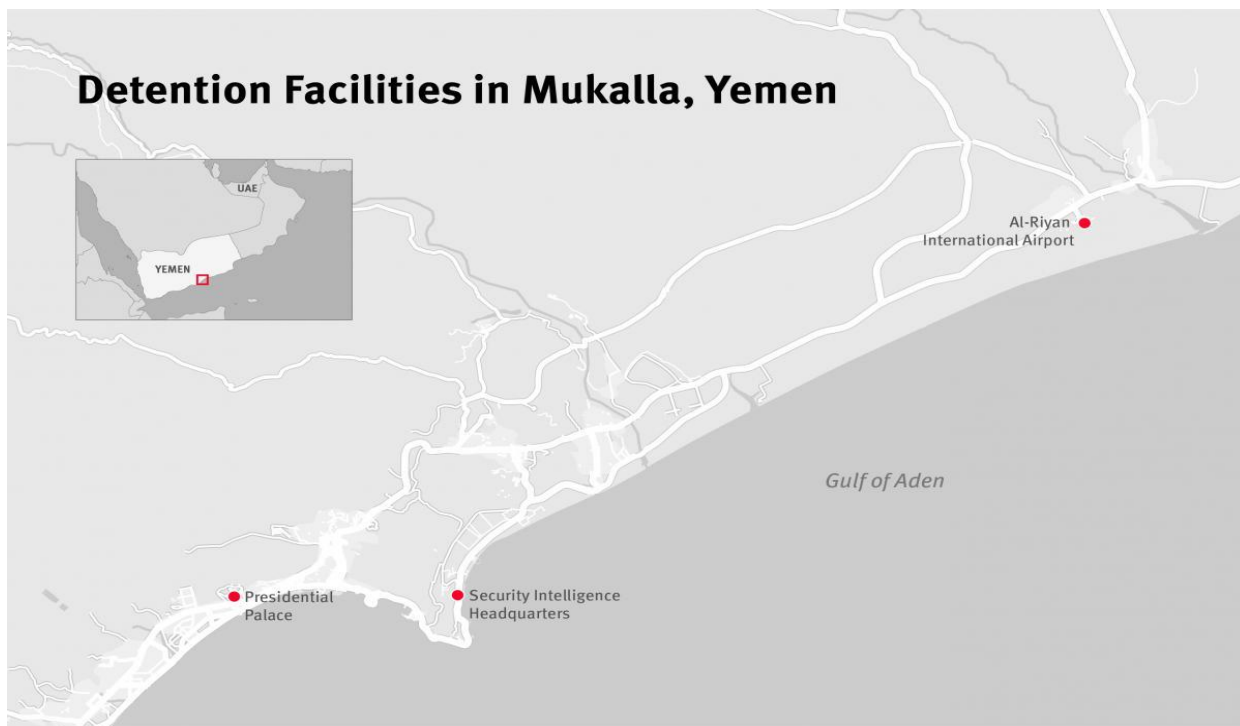 Detention Facilities in Mukalla, Yemen
UAE
YEMEN
Al-Riyan
International Airport
Gulf of Aden
Presidential
Palace
Security Intelligence
Headquarters